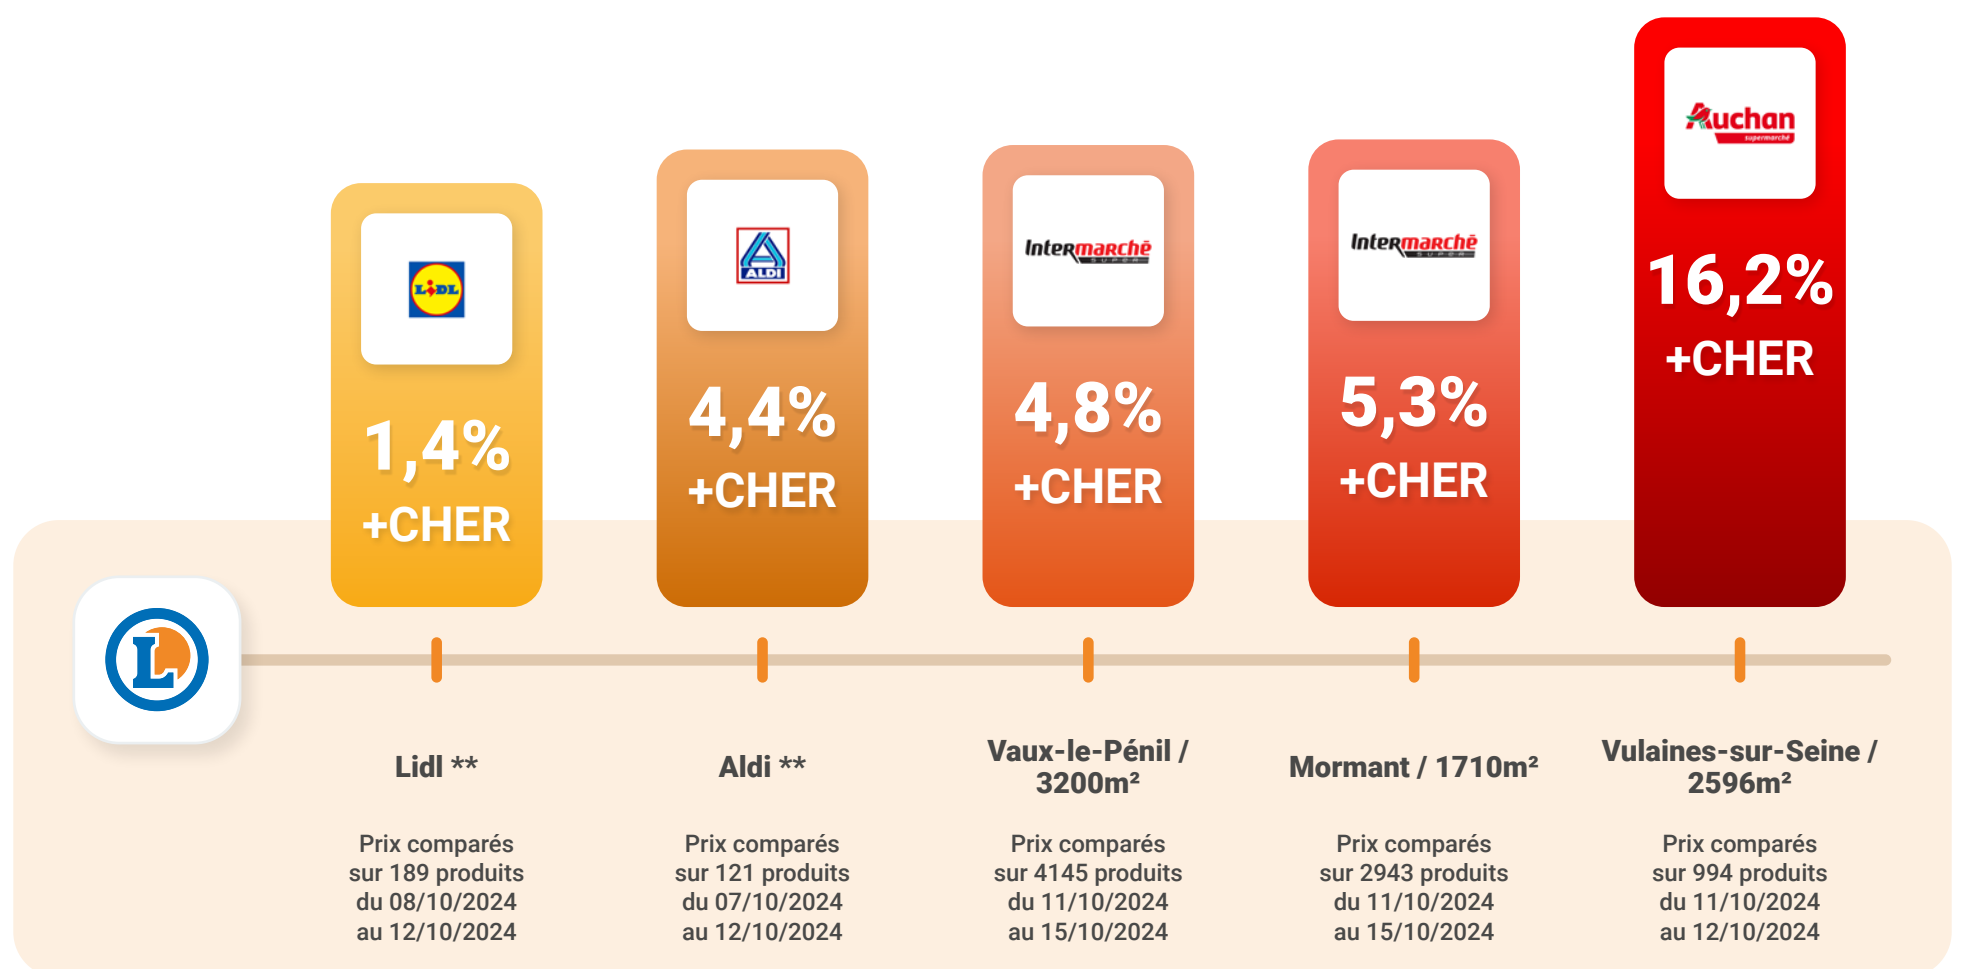 LIDL
1,4%
+CHER
ALDI
4,4%
+CHER
Intermarchē
SUPER
4,8%
+CHER
Intermarchē
SUPER
5,3%
+CHER
Auchan
supermarché
16,2%
+CHER
L
Lidl **
Prix comparés
sur 189 produits
du 08/10/2024
au 12/10/2024
Aldi **
Prix comparés
sur 121 produits
du 07/10/2024
au 12/10/2024
Vaux-le-Pénil /
3200m²
Prix comparés
sur 4145 produits
du 11/10/2024
au 15/10/2024
Mormant / 1710m²
Prix comparés
sur 2943 produits
du 11/10/2024
au 15/10/2024
Vulaines-sur-Seine /
2596m²
Prix comparés
sur 994 produits
du 11/10/2024
au 12/10/2024